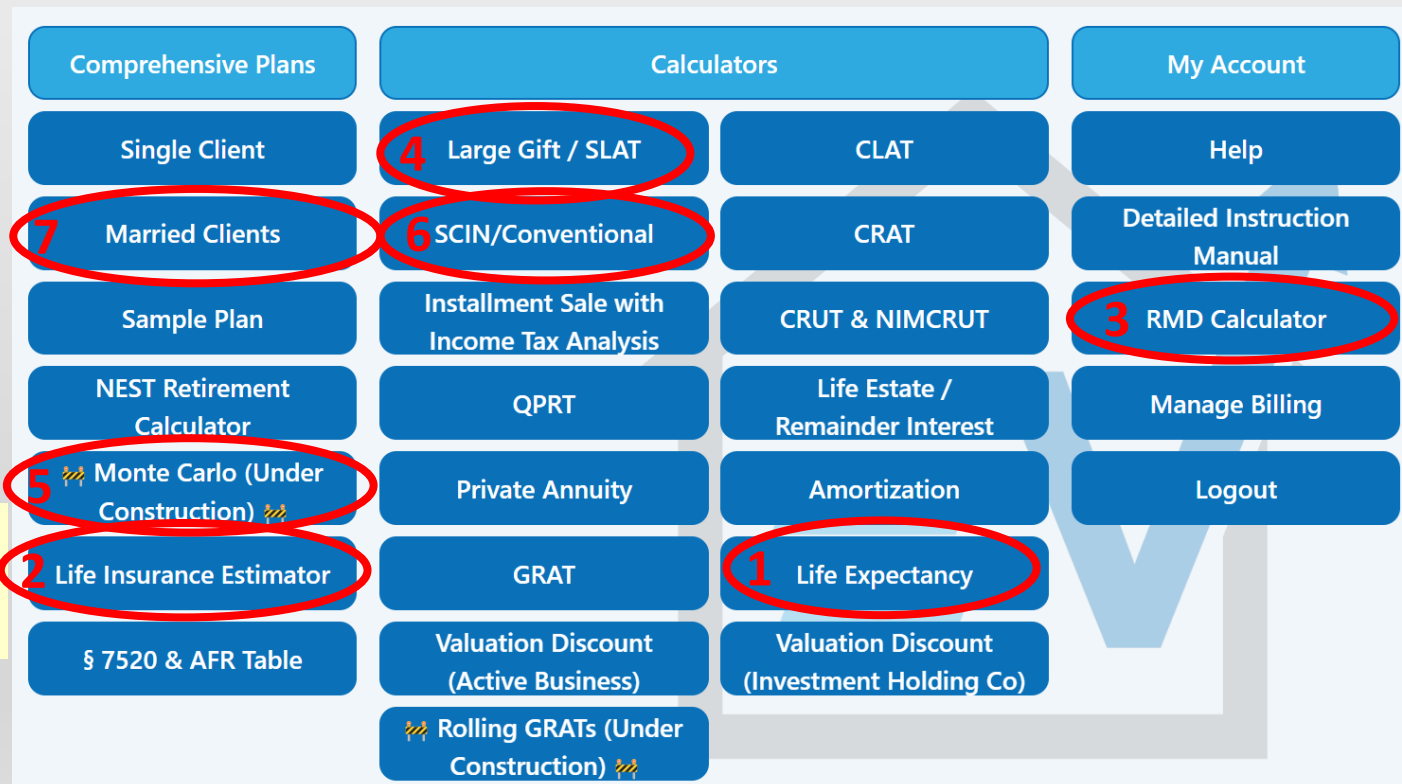 Comprehensive Plans
Calculators
My Account
Single Client
4 Large Gift / SLAT
CLAT
Help
7 Married Clients
6 SCIN/Conventional
CRAT
Detailed Instruction
Manual
Sample Plan
Installment Sale with
Income Tax Analysis
CRUT & NIMCRUT
3 RMD Calculator
NEST Retirement
Calculator
QPRT
Life Estate /
Remainder Interest
Manage Billing
5 🚧 Monte Carlo (Under
Construction) 🚧
Private Annuity
Amortization
Logout
2 Life Insurance Estimator
GRAT
1 Life Expectancy
§ 7520 & AFR Table
Valuation Discount
(Active Business)
Valuation Discount
(Investment Holding Co)
🚧 Rolling GRATs (Under
Construction) 🚧